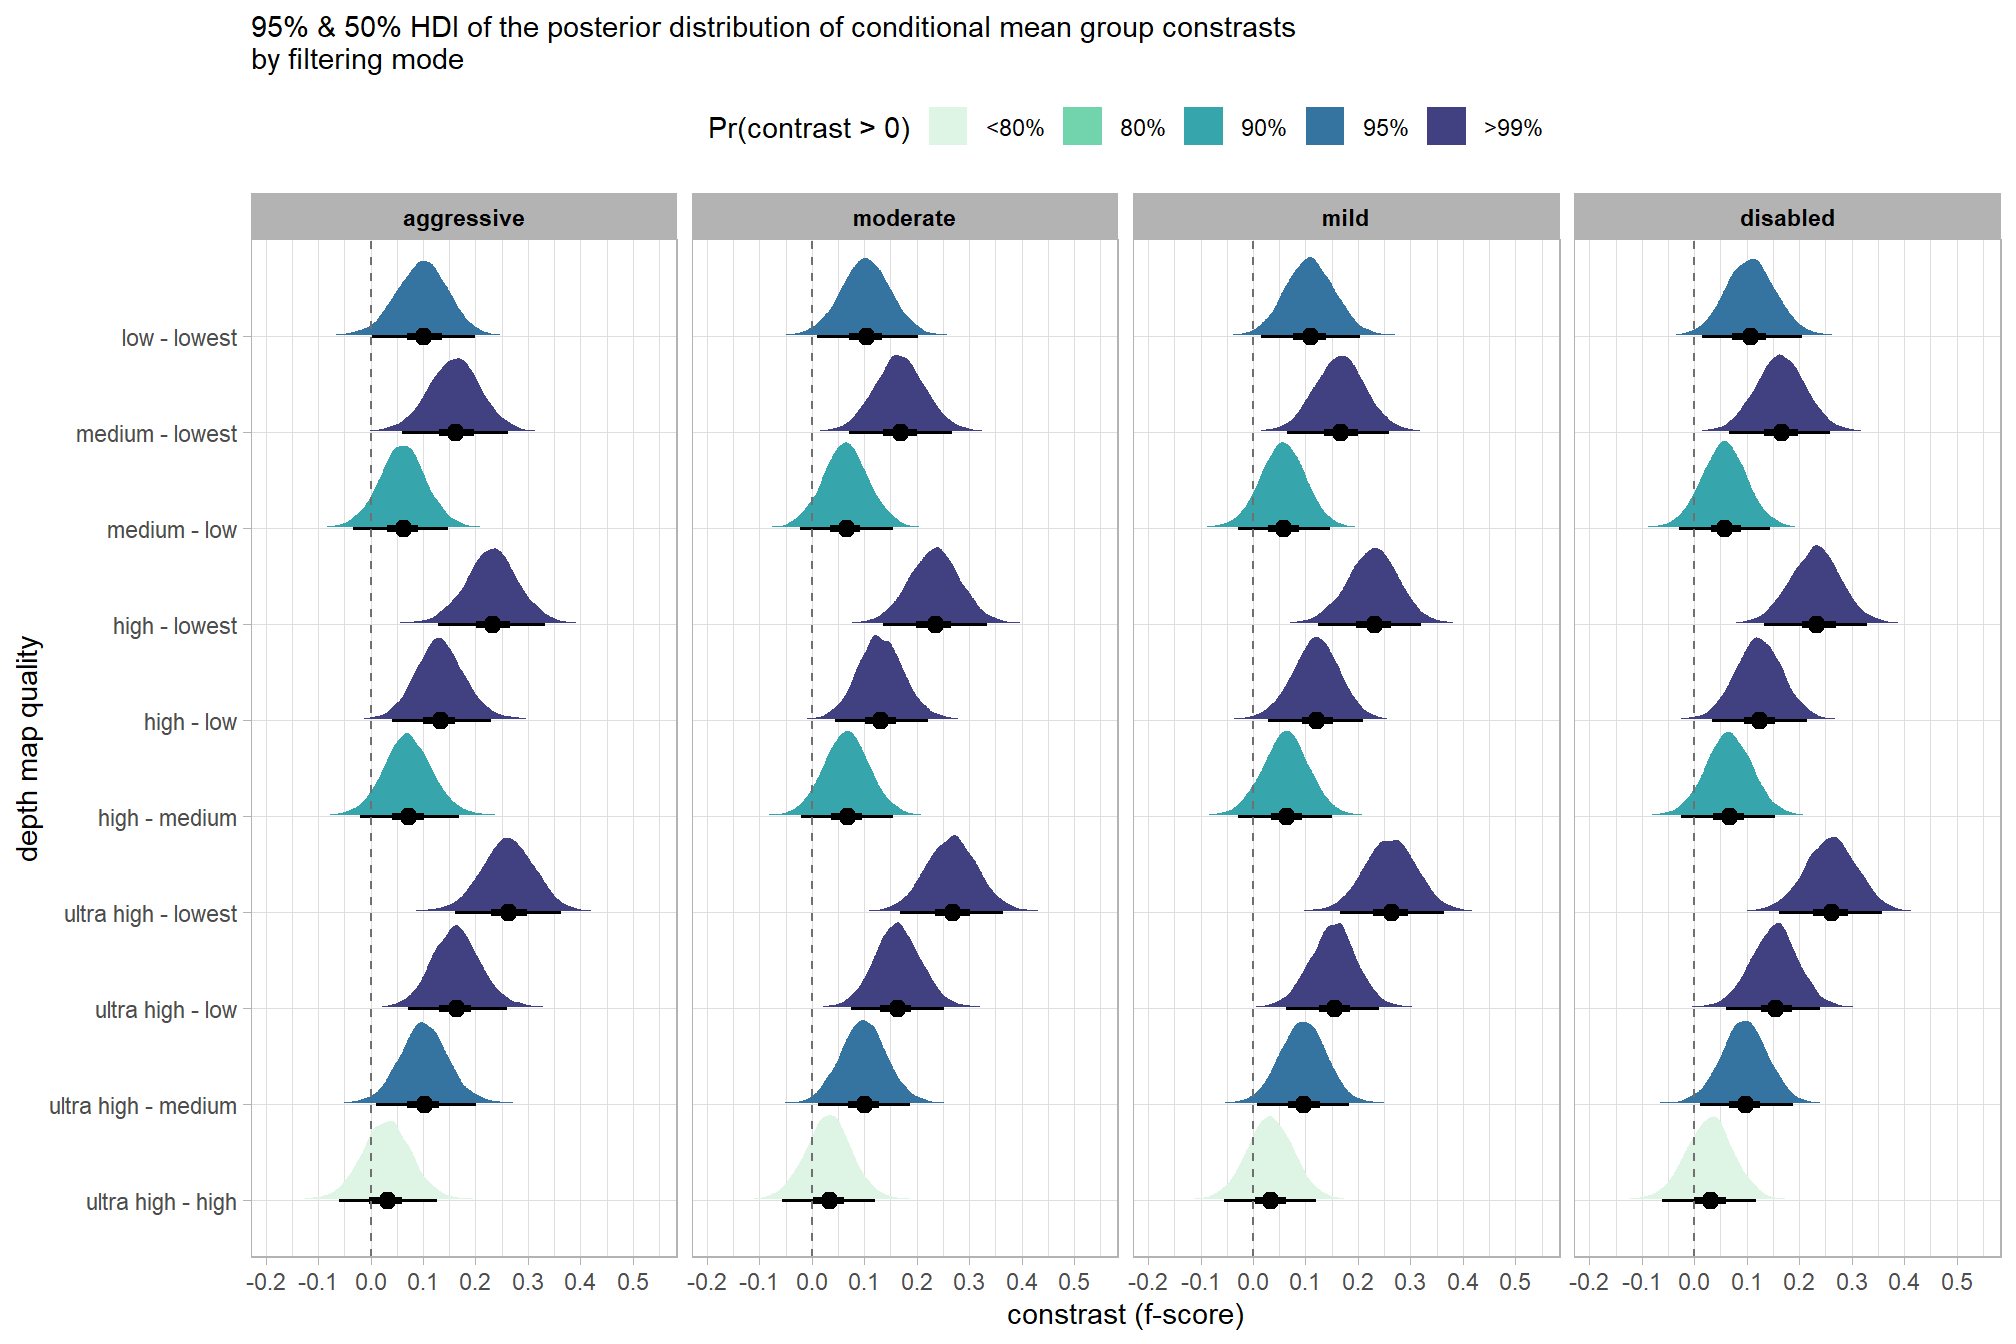 95% & 50% HDI of the posterior distribution of conditional mean group constrasts
by filtering mode
Pr(contrast > 0) <80% 80% 90% 95% >99%
aggressive moderate mild disabled
depth map quality
low - lowest
medium - lowest
medium - low
high - lowest
high - low
high - medium
ultra high - lowest
ultra high - low
ultra high - medium
ultra high - high
-0.2 -0.1 0.0 0.1 0.2 0.3 0.4 0.5 -0.2 -0.1 0.0 0.1 0.2 0.3 0.4 0.5 -0.2 -0.1 0.0 0.1 0.2 0.3 0.4 0.5 -0.2 -0.1 0.0 0.1 0.2 0.3 0.4 0.5
constrast (f-score)